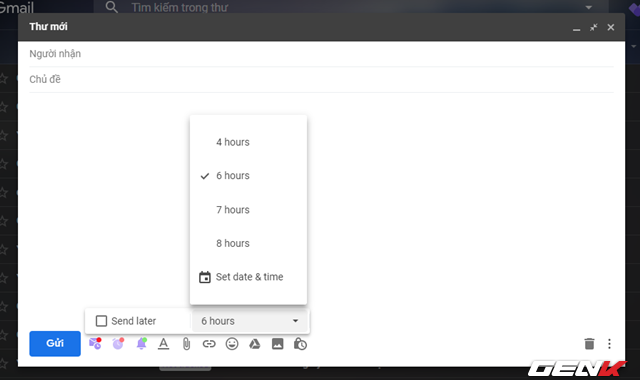 Gmail
Tìm kiếm trong thư
Thư mới
Người nhận
Chủ đề
4 hours
6 hours
7 hours
8 hours
Set date & time
Send later
6 hours
Gửi
GENK